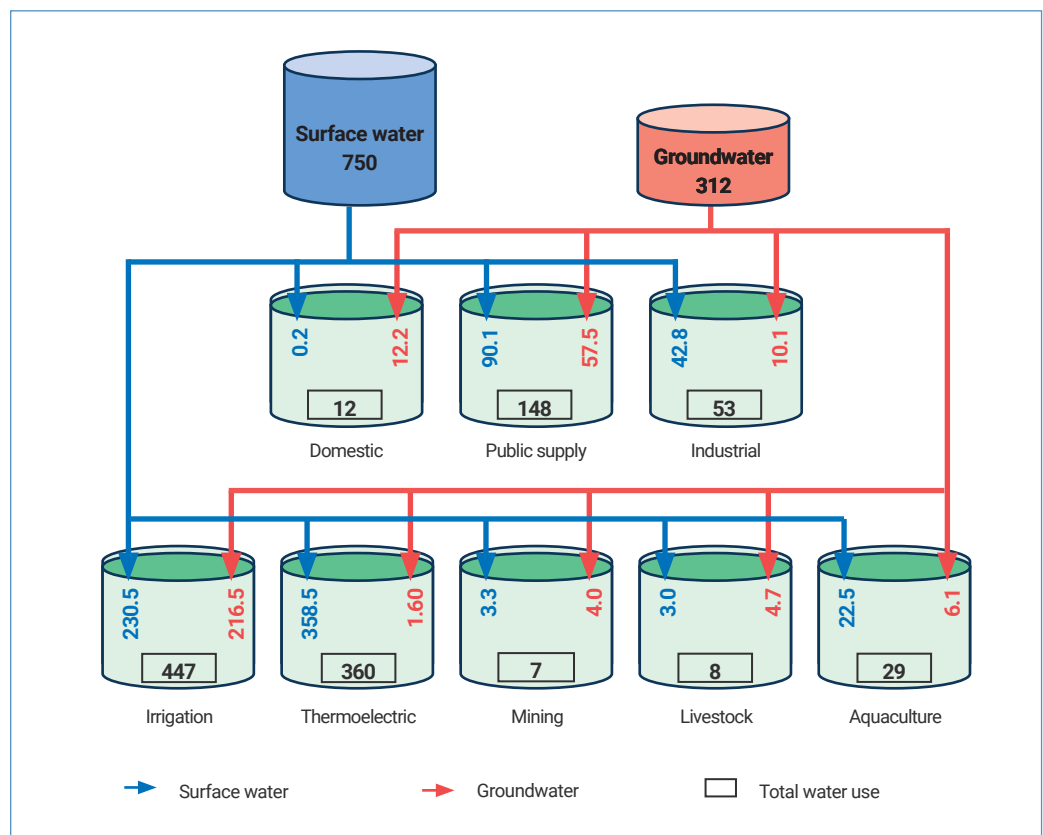 Surface water
750
Groundwater
312
0.2
12.2
90.1
57.5
42.8
10.1
12
148
53
Domestic
Public supply
Industrial
230.5
216.5
358.5
1.60
3.3
4.0
3.0
4.7
22.5
6.1
447
360
7
8
29
Irrigation
Thermoelectric
Mining
Livestock
Aquaculture
Surface water
Groundwater
Total water use